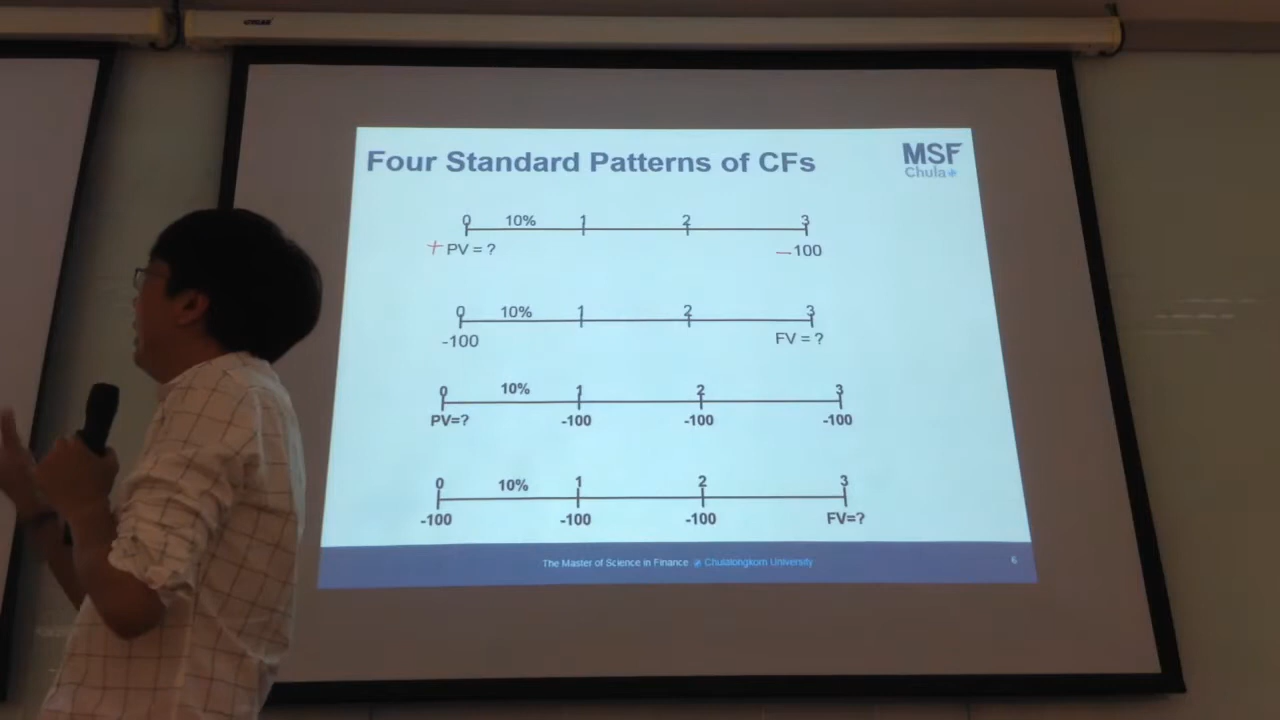 Four Standard Patterns of CFs
MSF
Chula
0 10% 1 2 3
+ PV = ? −100
0 10% 1 2 3
-100 FV = ?
0 10% 1 2 3
PV=? -100 -100 -100
0 10% 1 2 3
-100 -100 -100 FV=?
The Master of Science in Finance Chulalongkorn University 6